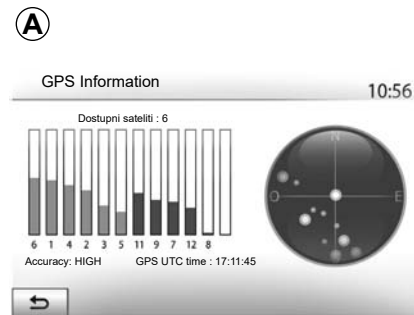 A
GPS Information
10:56
Dostupni sateliti : 6
N
O E
6 1 4 2 3 5 11 9 7 12 8
Accuracy: HIGH GPS UTC time : 17:11:45